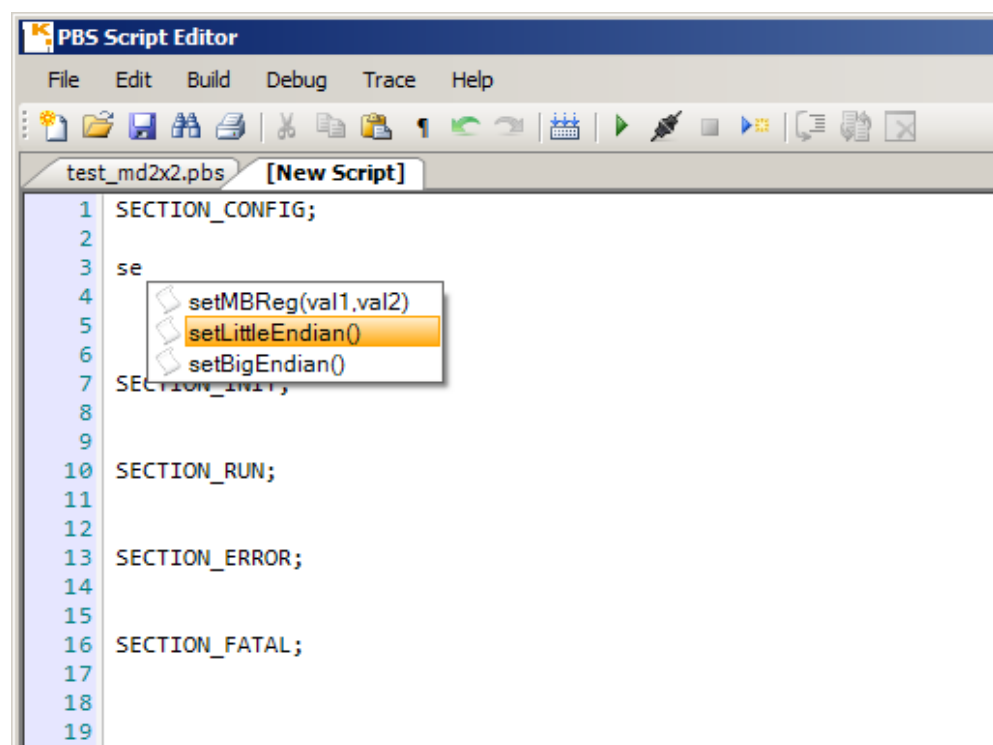 PBS Script Editor
File Edit Build Debug Trace Help
test_md2x2.pbs [New Script]
1 SECTION_CONFIG;
2
3 se
4 setMBReg(val1,val2)
5 setLittleEndian()
6 setBigEndian()
7 SECTION_INIT;
8
9
10 SECTION_RUN;
11
12
13 SECTION_ERROR;
14
15
16 SECTION_FATAL;
17
18
19